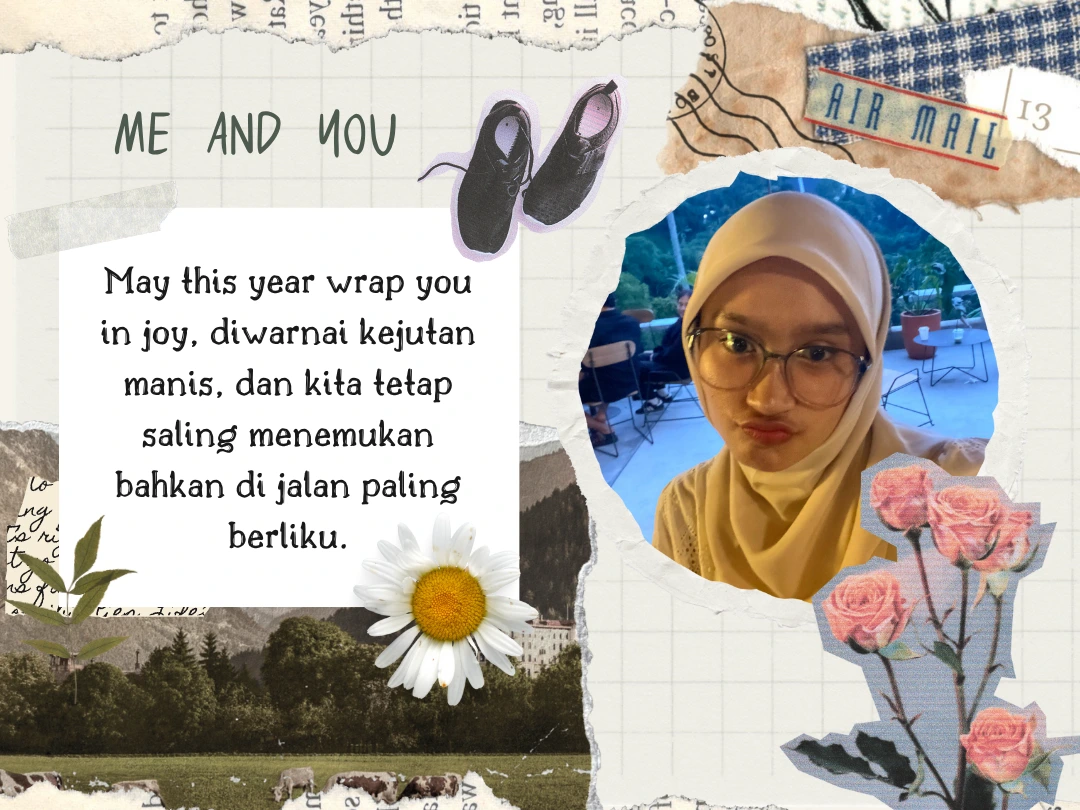 ME AND YOU
AIR MAIL
13
May this year wrap you
in joy, diwarnai kejutan
manis, dan kita tetap
saling menemukan
bahkan di jalan paling
berliku.